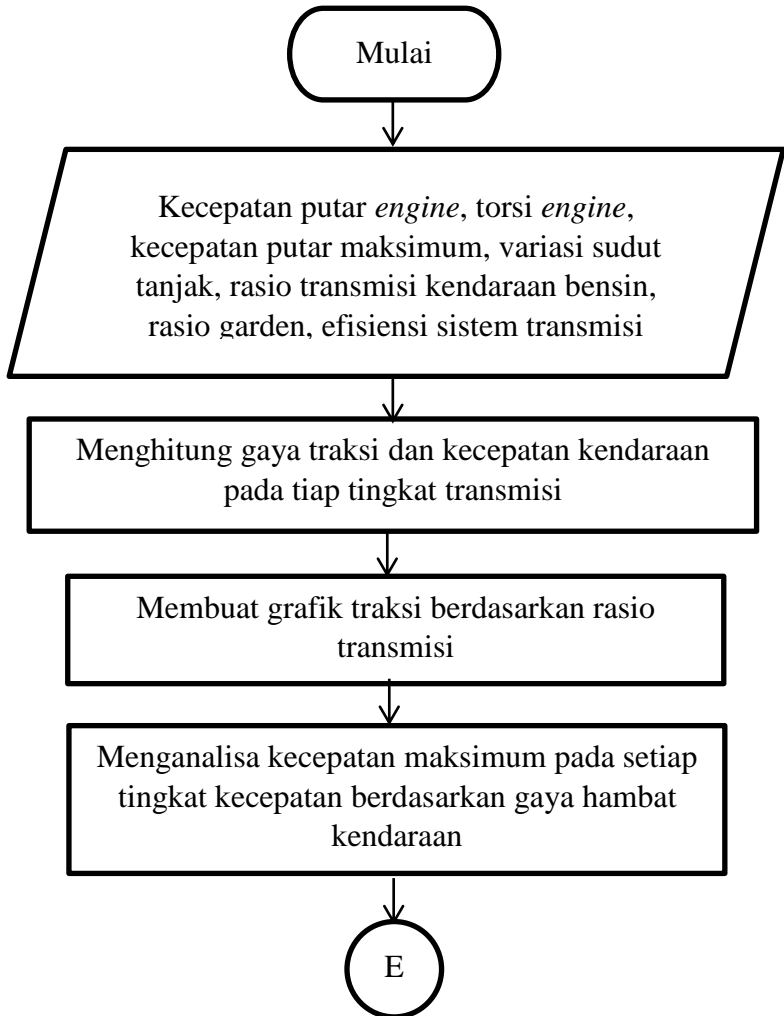 Mulai
Kecepatan putar engine, torsi engine,
kecepatan putar maksimum, variasi sudut
tanjak, rasio transmisi kendaraan bensin,
rasio garden, efisiensi sistem transmisi
Menghitung gaya traksi dan kecepatan kendaraan
pada tiap tingkat transmisi
Membuat grafik traksi berdasarkan rasio
transmisi
Menganalisa kecepatan maksimum pada setiap
tingkat kecepatan berdasarkan gaya hambat
kendaraan
E